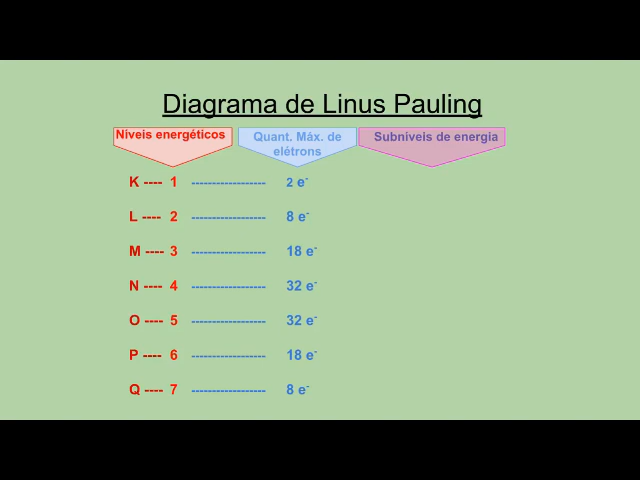 Diagrama de Linus Pauling
Níveis energéticos
Quant. Máx. de
elétrons
Subniveis de energia
K ---- 1 ------------------ 2 e-
L ---- 2 ------------------ 8 e-
M ---- 3 ------------------ 18 e-
N ---- 4 ------------------ 32 e-
O ---- 5 ------------------ 32 e-
P ---- 6 ------------------ 18 e-
Q ---- 7 ------------------ 8 e-